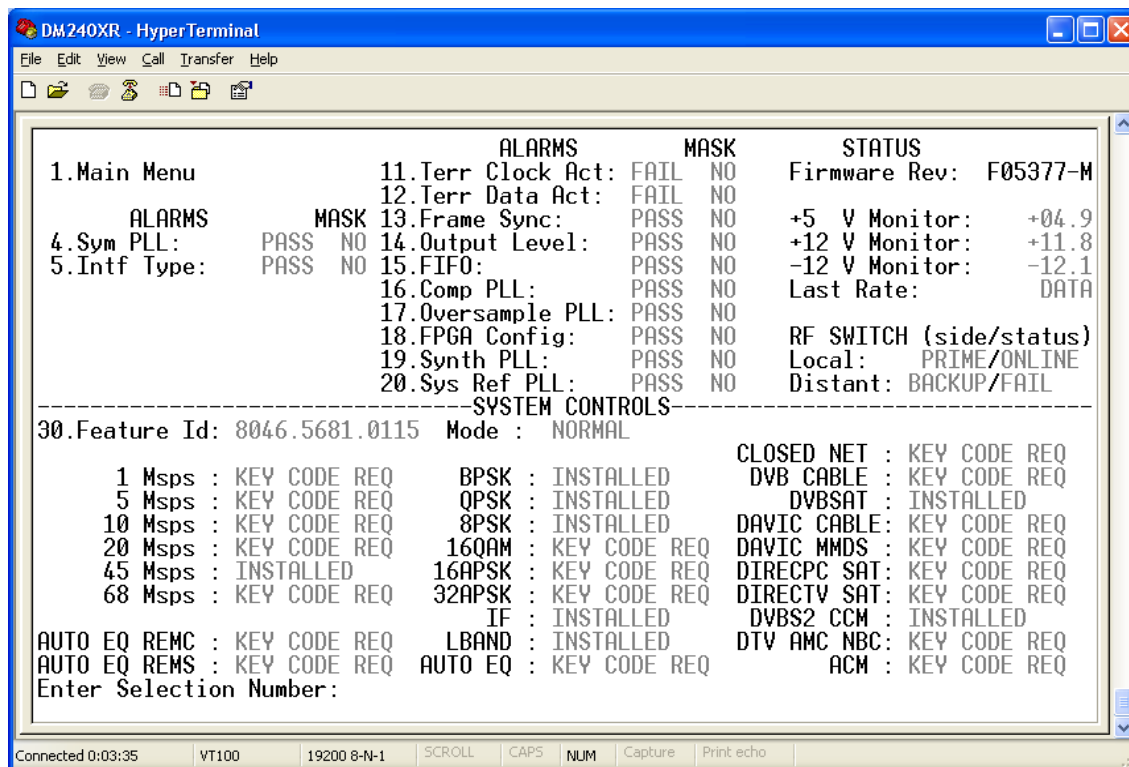 DM240XR - HyperTerminal
File Edit View Call Transfer Help
ALARMS MASK STATUS
1.Main Menu 11.Terr Clock Act: FAIL NO Firmware Rev: F05377-M
12.Terr Data Act: FAIL NO
ALARMS MASK 13.Frame Sync: PASS NO +5 V Monitor: +04.9
4.Sym PLL: PASS NO 14.Output Level: PASS NO +12 V Monitor: +11.8
5.Intf Type: PASS NO 15.FIFO: PASS NO -12 V Monitor: -12.1
16.Comp PLL: PASS NO Last Rate: DATA
17.Oversample PLL: PASS NO
18.FPGA Config: PASS NO RF SWITCH (side/status)
19.Synth PLL: PASS NO Local: PRIME/ONLINE
20.Sys Ref PLL: PASS NO Distant: BACKUP/FAIL
---------------------------------SYSTEM CONTROLS--------------------------------
30.Feature Id: 8046.5681.0115 Mode : NORMAL
CLOSED NET : KEY CODE REQ
1 Msps : KEY CODE REQ BPSK : INSTALLED DVB CABLE : KEY CODE REQ
5 Msps : KEY CODE REQ QPSK : INSTALLED DVBSAT : INSTALLED
10 Msps : KEY CODE REQ 8PSK : INSTALLED DAVIC CABLE: KEY CODE REQ
20 Msps : KEY CODE REQ 16QAM : KEY CODE REQ DAVIC MMDS : KEY CODE REQ
45 Msps : INSTALLED 16APSK : KEY CODE REQ DIRECPC SAT: KEY CODE REQ
68 Msps : KEY CODE REQ 32APSK : KEY CODE REQ DIRECTV SAT: KEY CODE REQ
IF : INSTALLED DVBS2 CCM : INSTALLED
AUTO EQ REMC : KEY CODE REQ LBAND : INSTALLED DTV AMC NBC: KEY CODE REQ
AUTO EQ REMS : KEY CODE REQ AUTO EQ : KEY CODE REQ ACM : KEY CODE REQ
Enter Selection Number:
Connected 0:03:35 VT100 19200 8-N-1 SCROLL CAPS NUM Capture Print echo